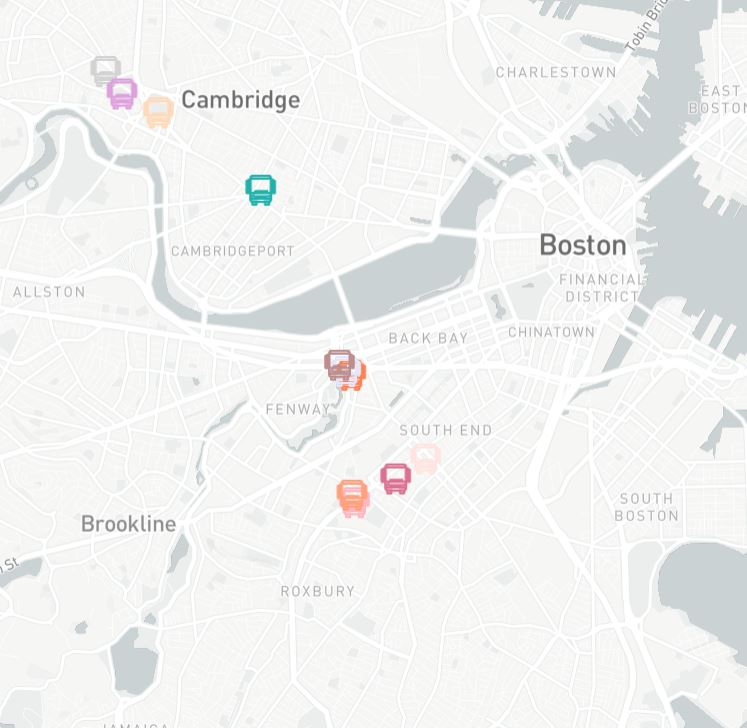 Tobin Brid
CHARLESTOWN
EAST
BOSTON
Cambridge
Boston
CAMBRIDGEPORT
FINANCIAL
DISTRICT
ALLSTON
BACK BAY
CHINATOWN
FENWAY
SOUTH END
SOUTH
BOSTON
Brookline
St
ROXBURY
JAMAICA